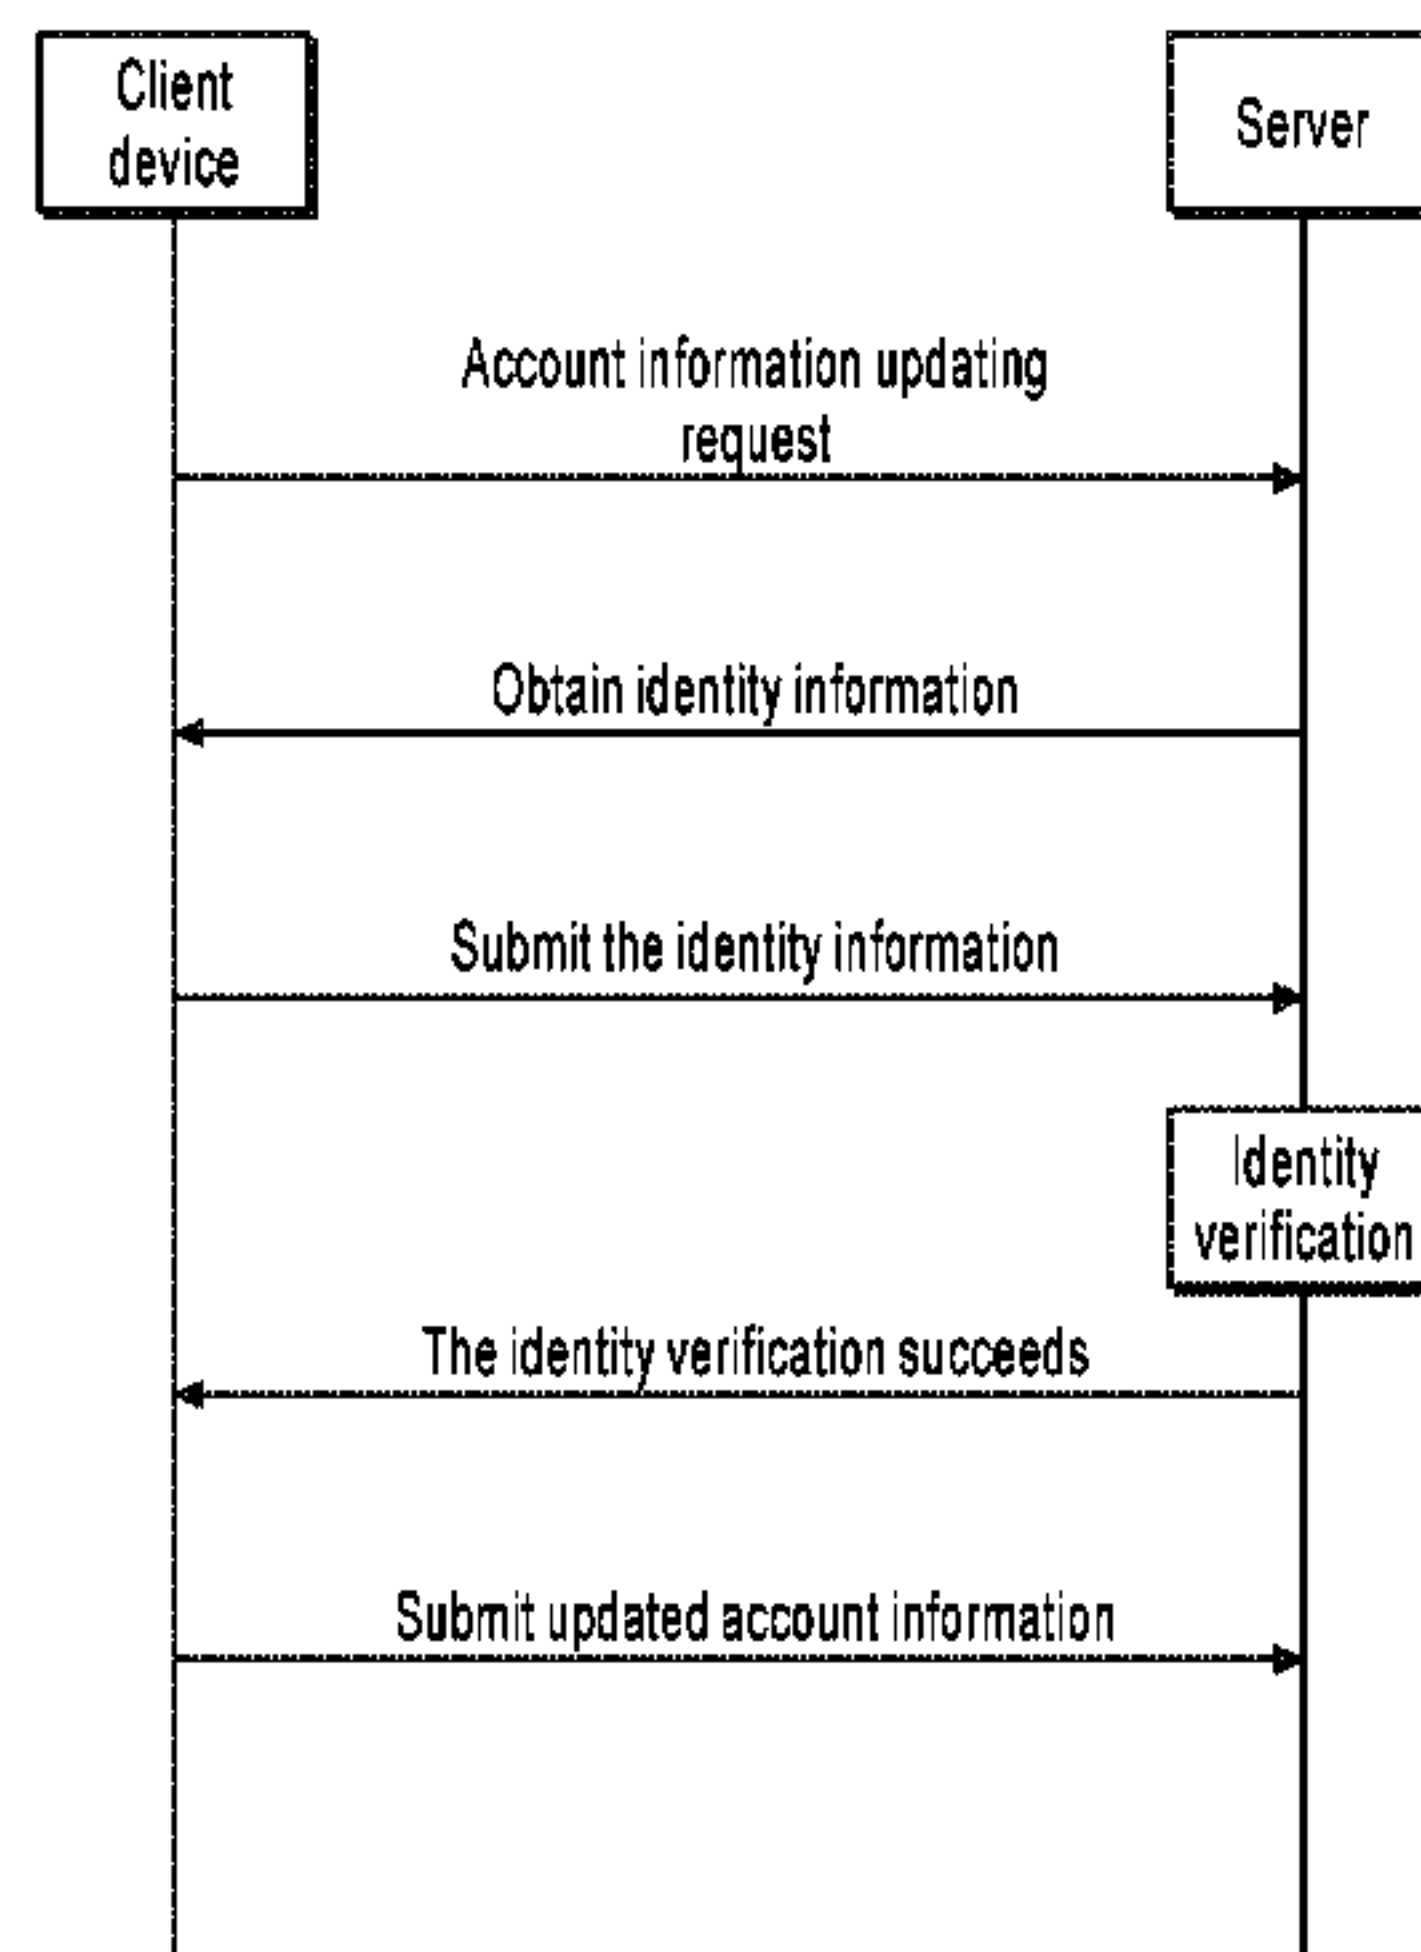 Client
device
Server
Account information updating
request
Obtain identity information
Submit the identity information
Identity
verification
The identity verification succeeds
Submit updated account information